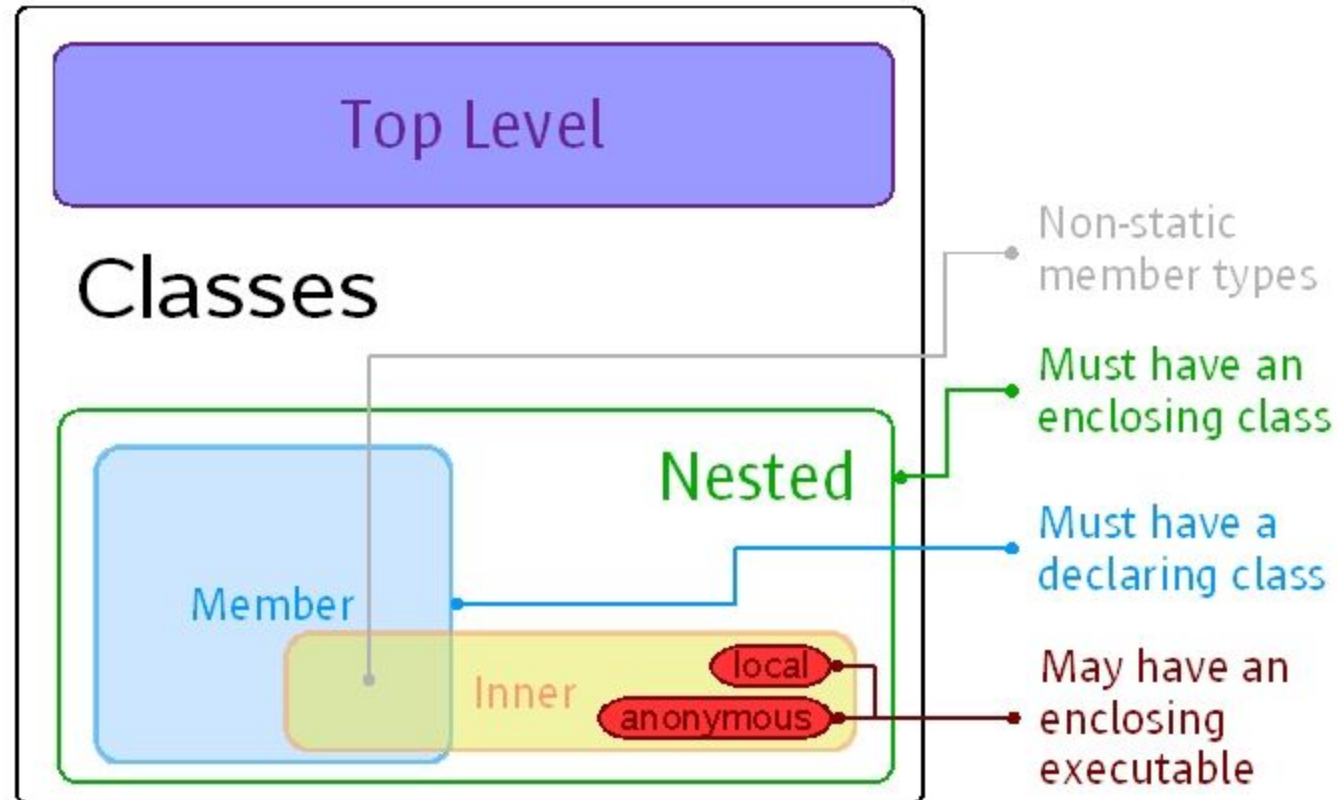 Top Level
Classes
Non-static
member types
Must have an
enclosing class
Nested
Must have a
declaring class
Member
Inner
local
anonymous
May have an
enclosing
executable